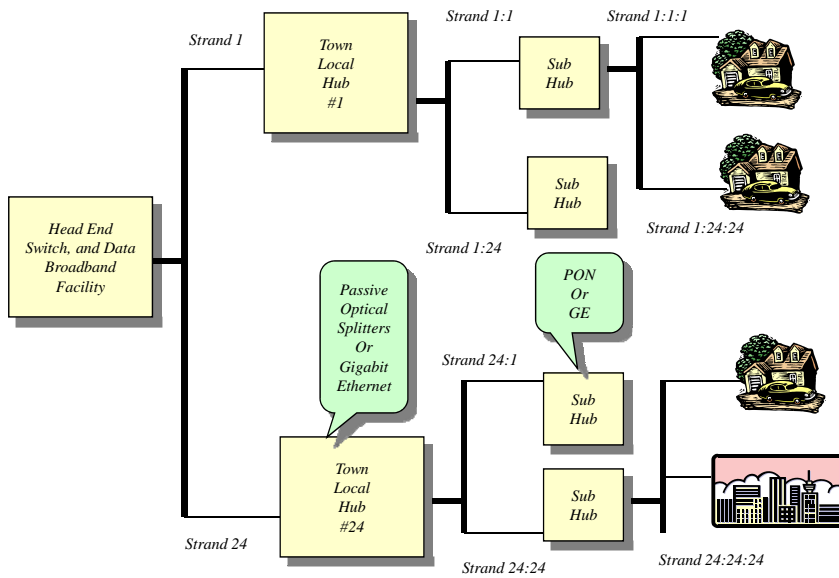 Strand 1
Town
Local
Hub
#1
Strand 1:1
Sub
Hub
Strand 1:1:1
Sub
Hub
Strand 1:24
Strand 1:24:24
Head End
Switch, and Data
Broadband
Facility
Passive
Optical
Splitters
Or
Gigabit
Ethernet
PON
Or
GE
Strand 24:1
Sub
Hub
Town
Local
Hub
#24
Sub
Hub
Strand 24
Strand 24:24
Strand 24:24:24